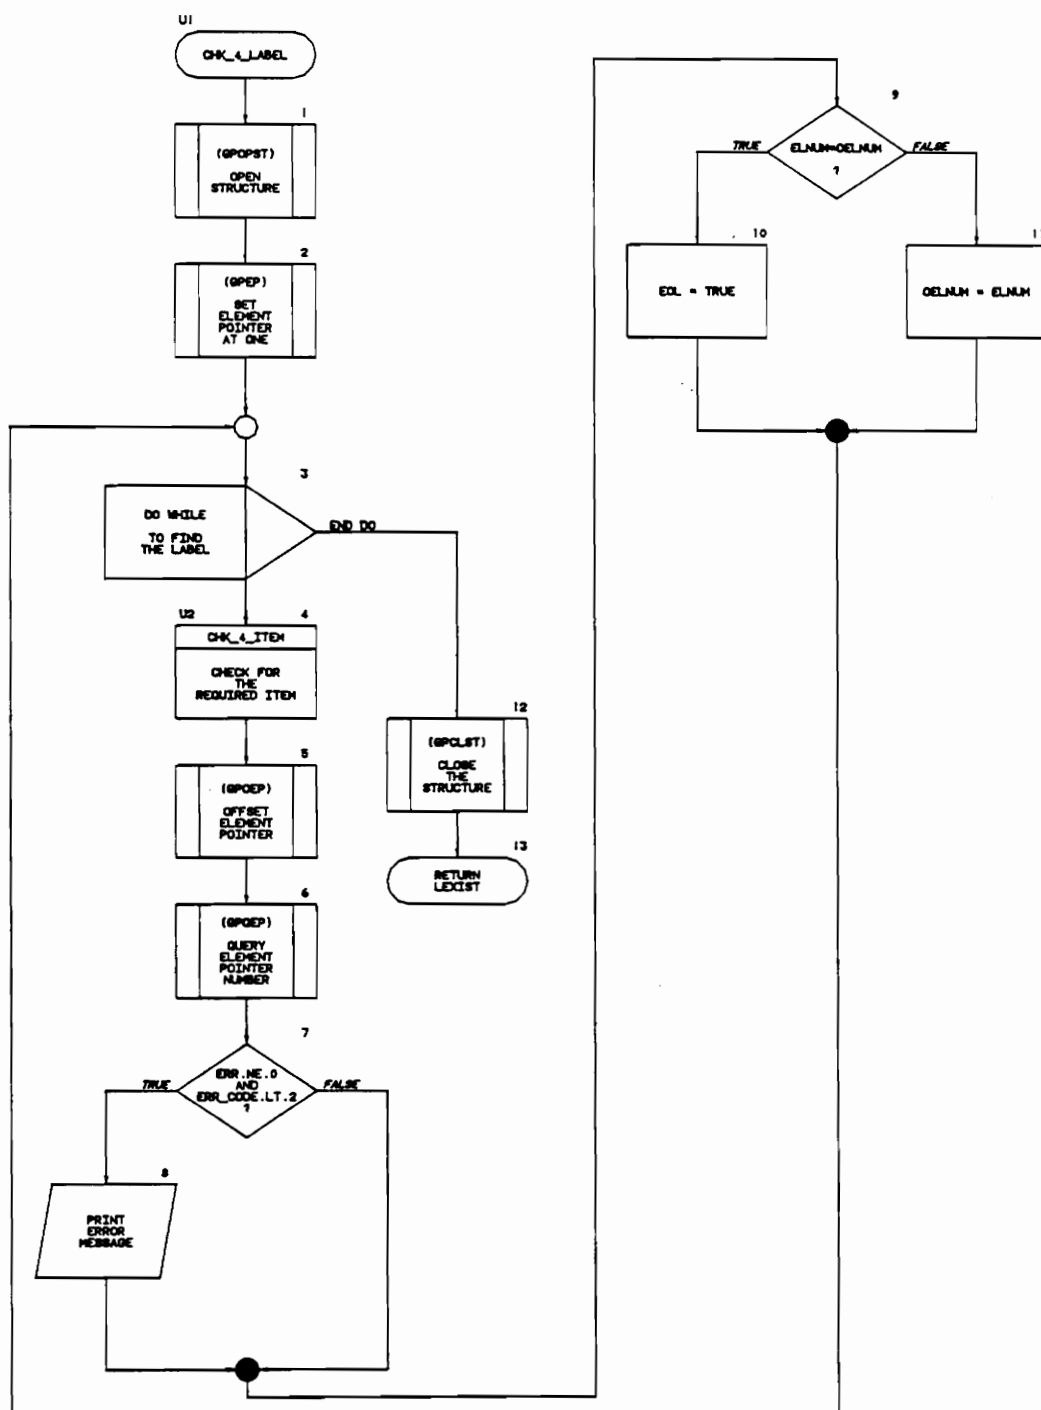 U1
CHK_4_LABEL
1
(GPOPST)
OPEN
STRUCTURE
2
(GPEP)
SET
ELEMENT
POINTER
AT ONE
3
DO WHILE
TO FIND
THE LABEL
END DO
U2
4
CHK_4_ITEM
CHECK FOR
THE
REQUIRED ITEM
5
(GPOEP)
OFFSET
ELEMENT
POINTER
6
(GPQEP)
QUERY
ELEMENT
POINTER
NUMBER
7
ERR.NE.0
AND
ERR_CODE.LT.2
?
TRUE
FALSE
8
PRINT
ERROR
MESSAGE
9
ELNUM=OELNUM
?
TRUE
FALSE
10
EOL = TRUE
OELNUM = ELNUM
12
(GPCLST)
CLOSE
THE
STRUCTURE
13
RETURN
LEXIST